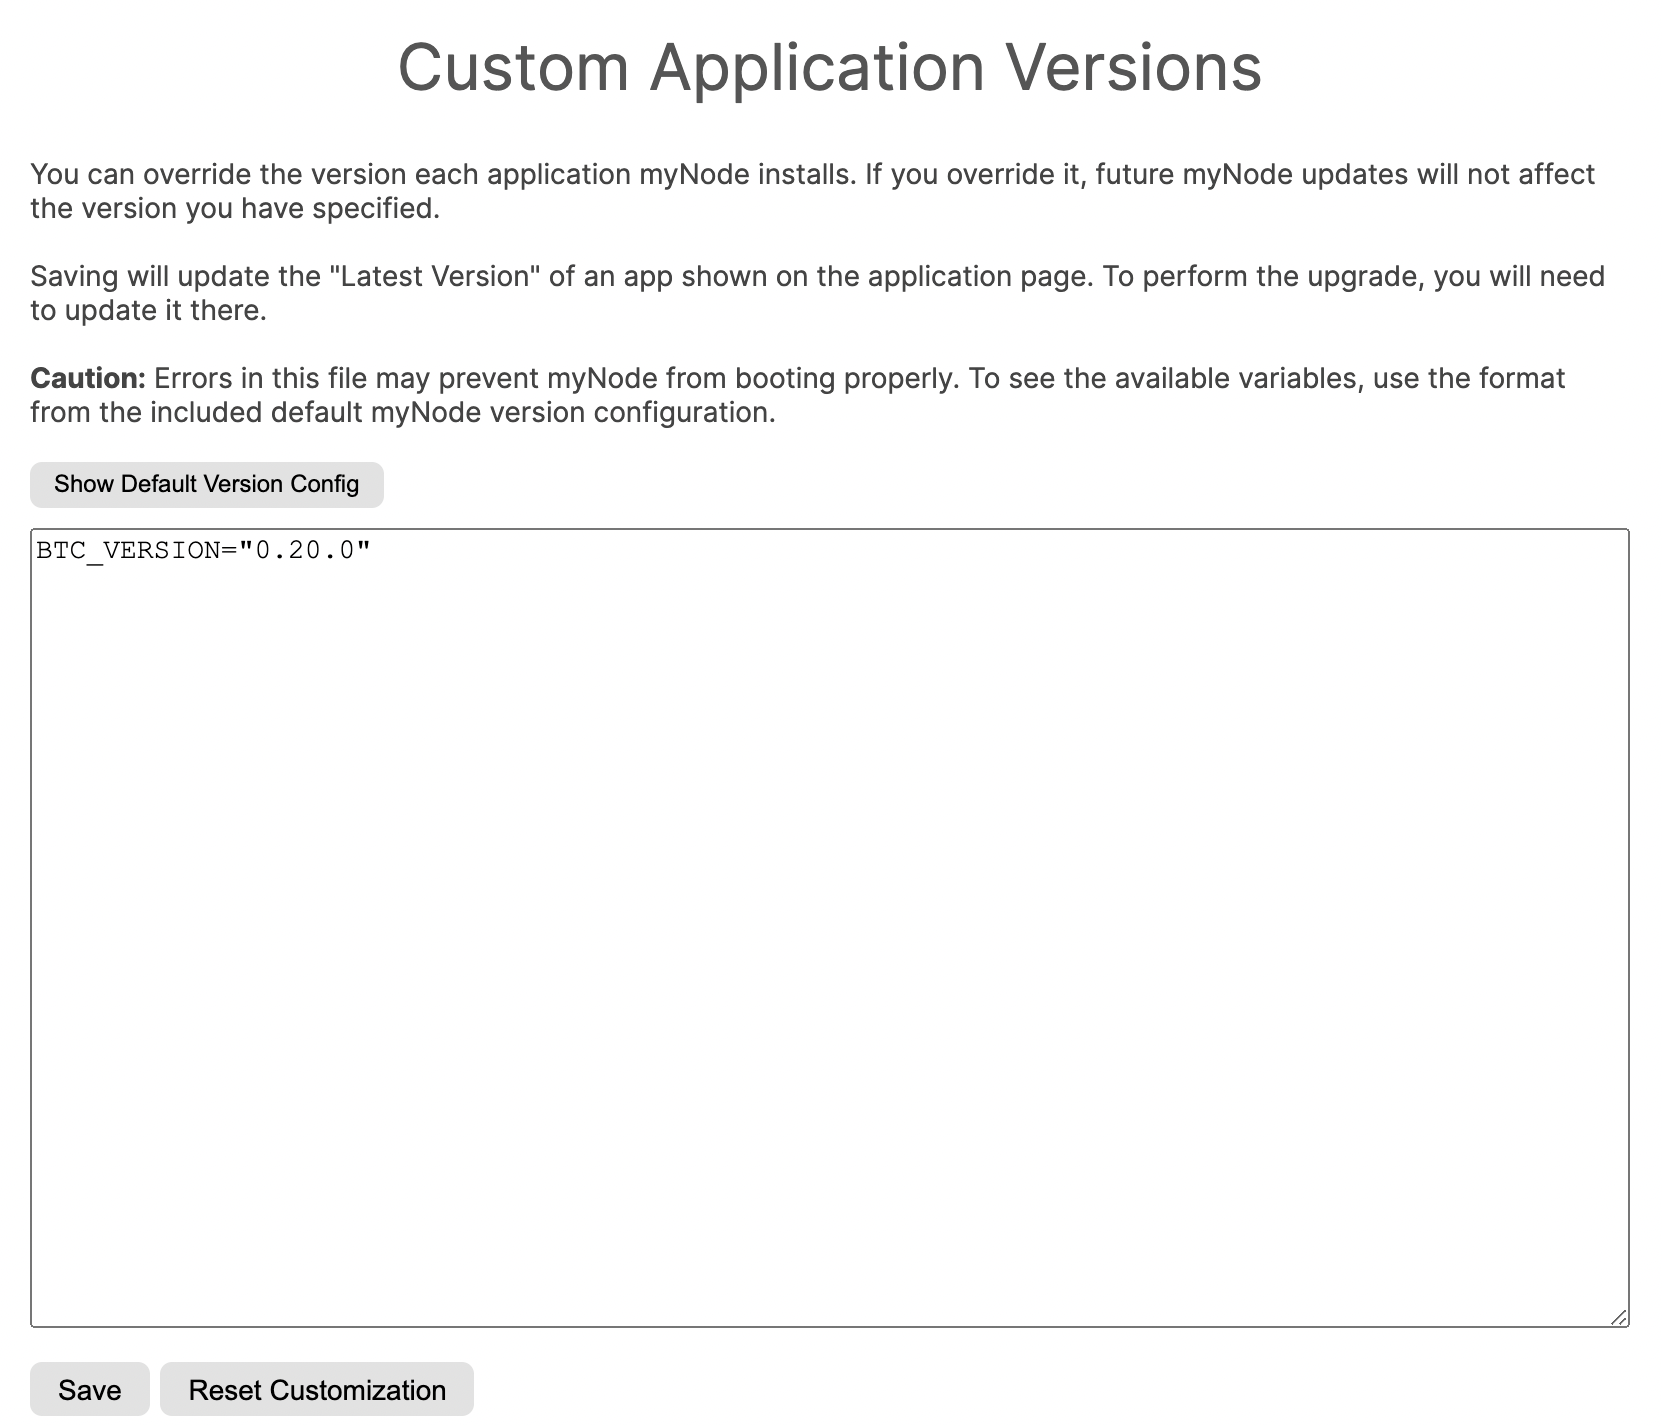 Custom Application Versions
You can override the version each application myNode installs. If you override it, future myNode updates will not affect
the version you have specified.
Saving will update the "Latest Version" of an app shown on the application page. To perform the upgrade, you will need
to update it there.
Caution: Errors in this file may prevent myNode from booting properly. To see the available variables, use the format
from the included default myNode version configuration.
Show Default Version Config
BTC_VERSION="0.20.0"
Save Reset Customization